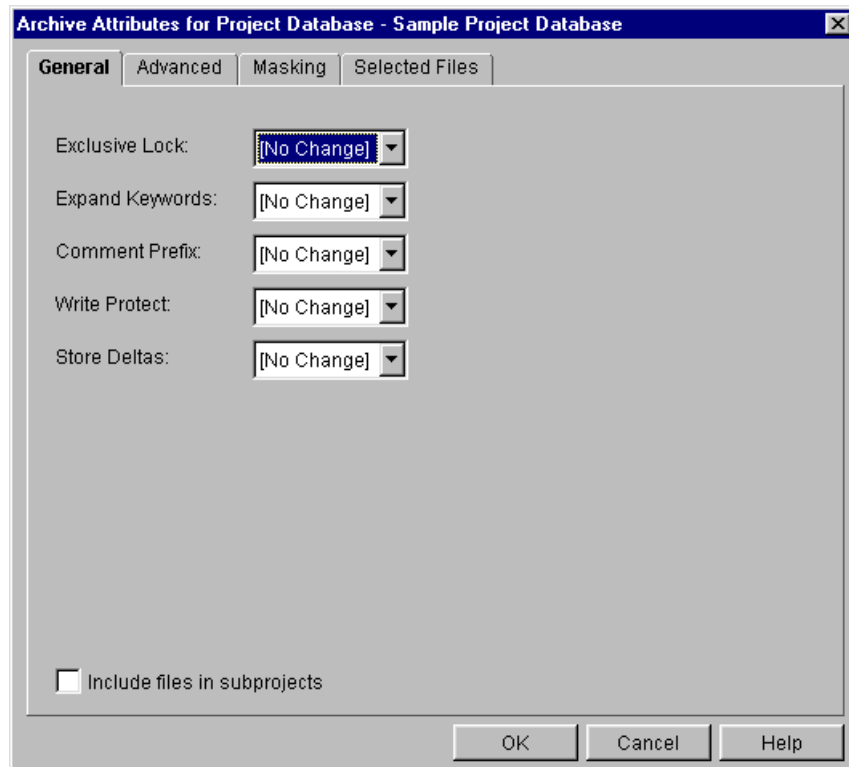 Archive Attributes for Project Database - Sample Project Database
General Advanced Masking Selected Files
Exclusive Lock: [No Change]
Expand Keywords: [No Change]
Comment Prefix: [No Change]
Write Protect: [No Change]
Store Deltas: [No Change]
Include files in subprojects
OK Cancel Help